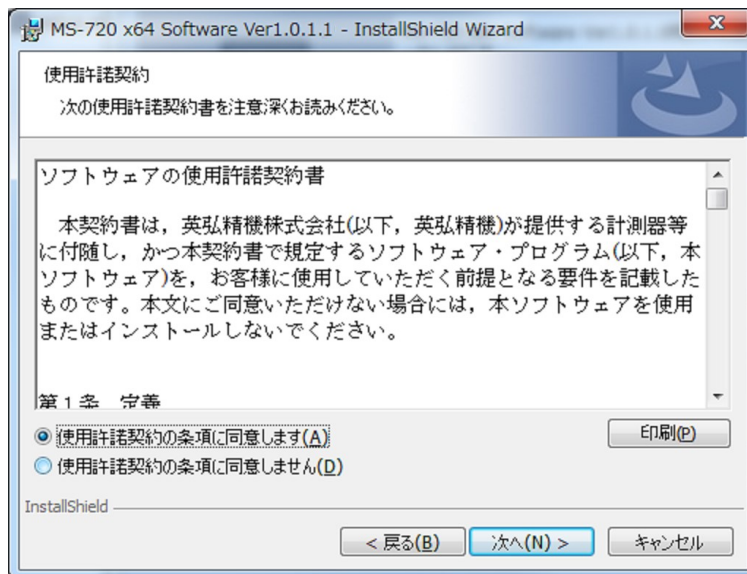 MS-720 x64 Software Ver1.0.1.1 - InstallShield Wizard
使用許諾契約
次の使用許諾契約書を注意深くお読みください。
ソフトウェアの使用許諾契約書
本契約書は，英弘精機株式会社(以下，英弘精機)が提供する計測器等
に付随し，かつ本契約書で規定するソフトウェア・プログラム(以下，本
ソフトウェア)を，お客様に使用していただく前提となる要件を記載した
ものです。本文にご同意いただけない場合には，本ソフトウェアを使用
またはインストールしないでください。
第１条　定義
使用許諾契約の条項に同意します(A)
印刷(P)
使用許諾契約の条項に同意しません(D)
InstallShield
< 戻る(B)
次へ(N) >
キャンセル